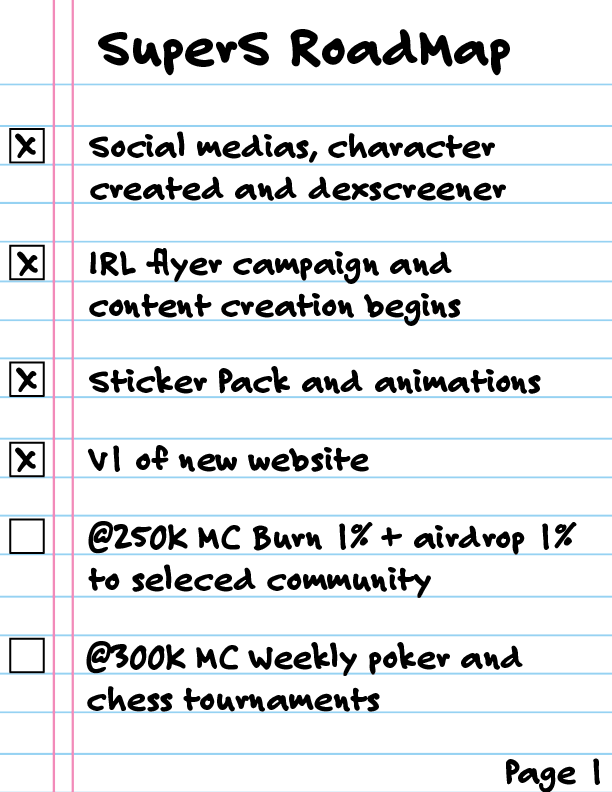 SuperS RoadMap
X Social medias, character
created and dexscreener
X IRL flyer campaign and
content creation begins
X Sticker Pack and animations
X V1 of new website
@250K MC Burn 1% + airdrop 1%
to seleced community
@300K MC Weekly poker and
chess tournaments
Page 1